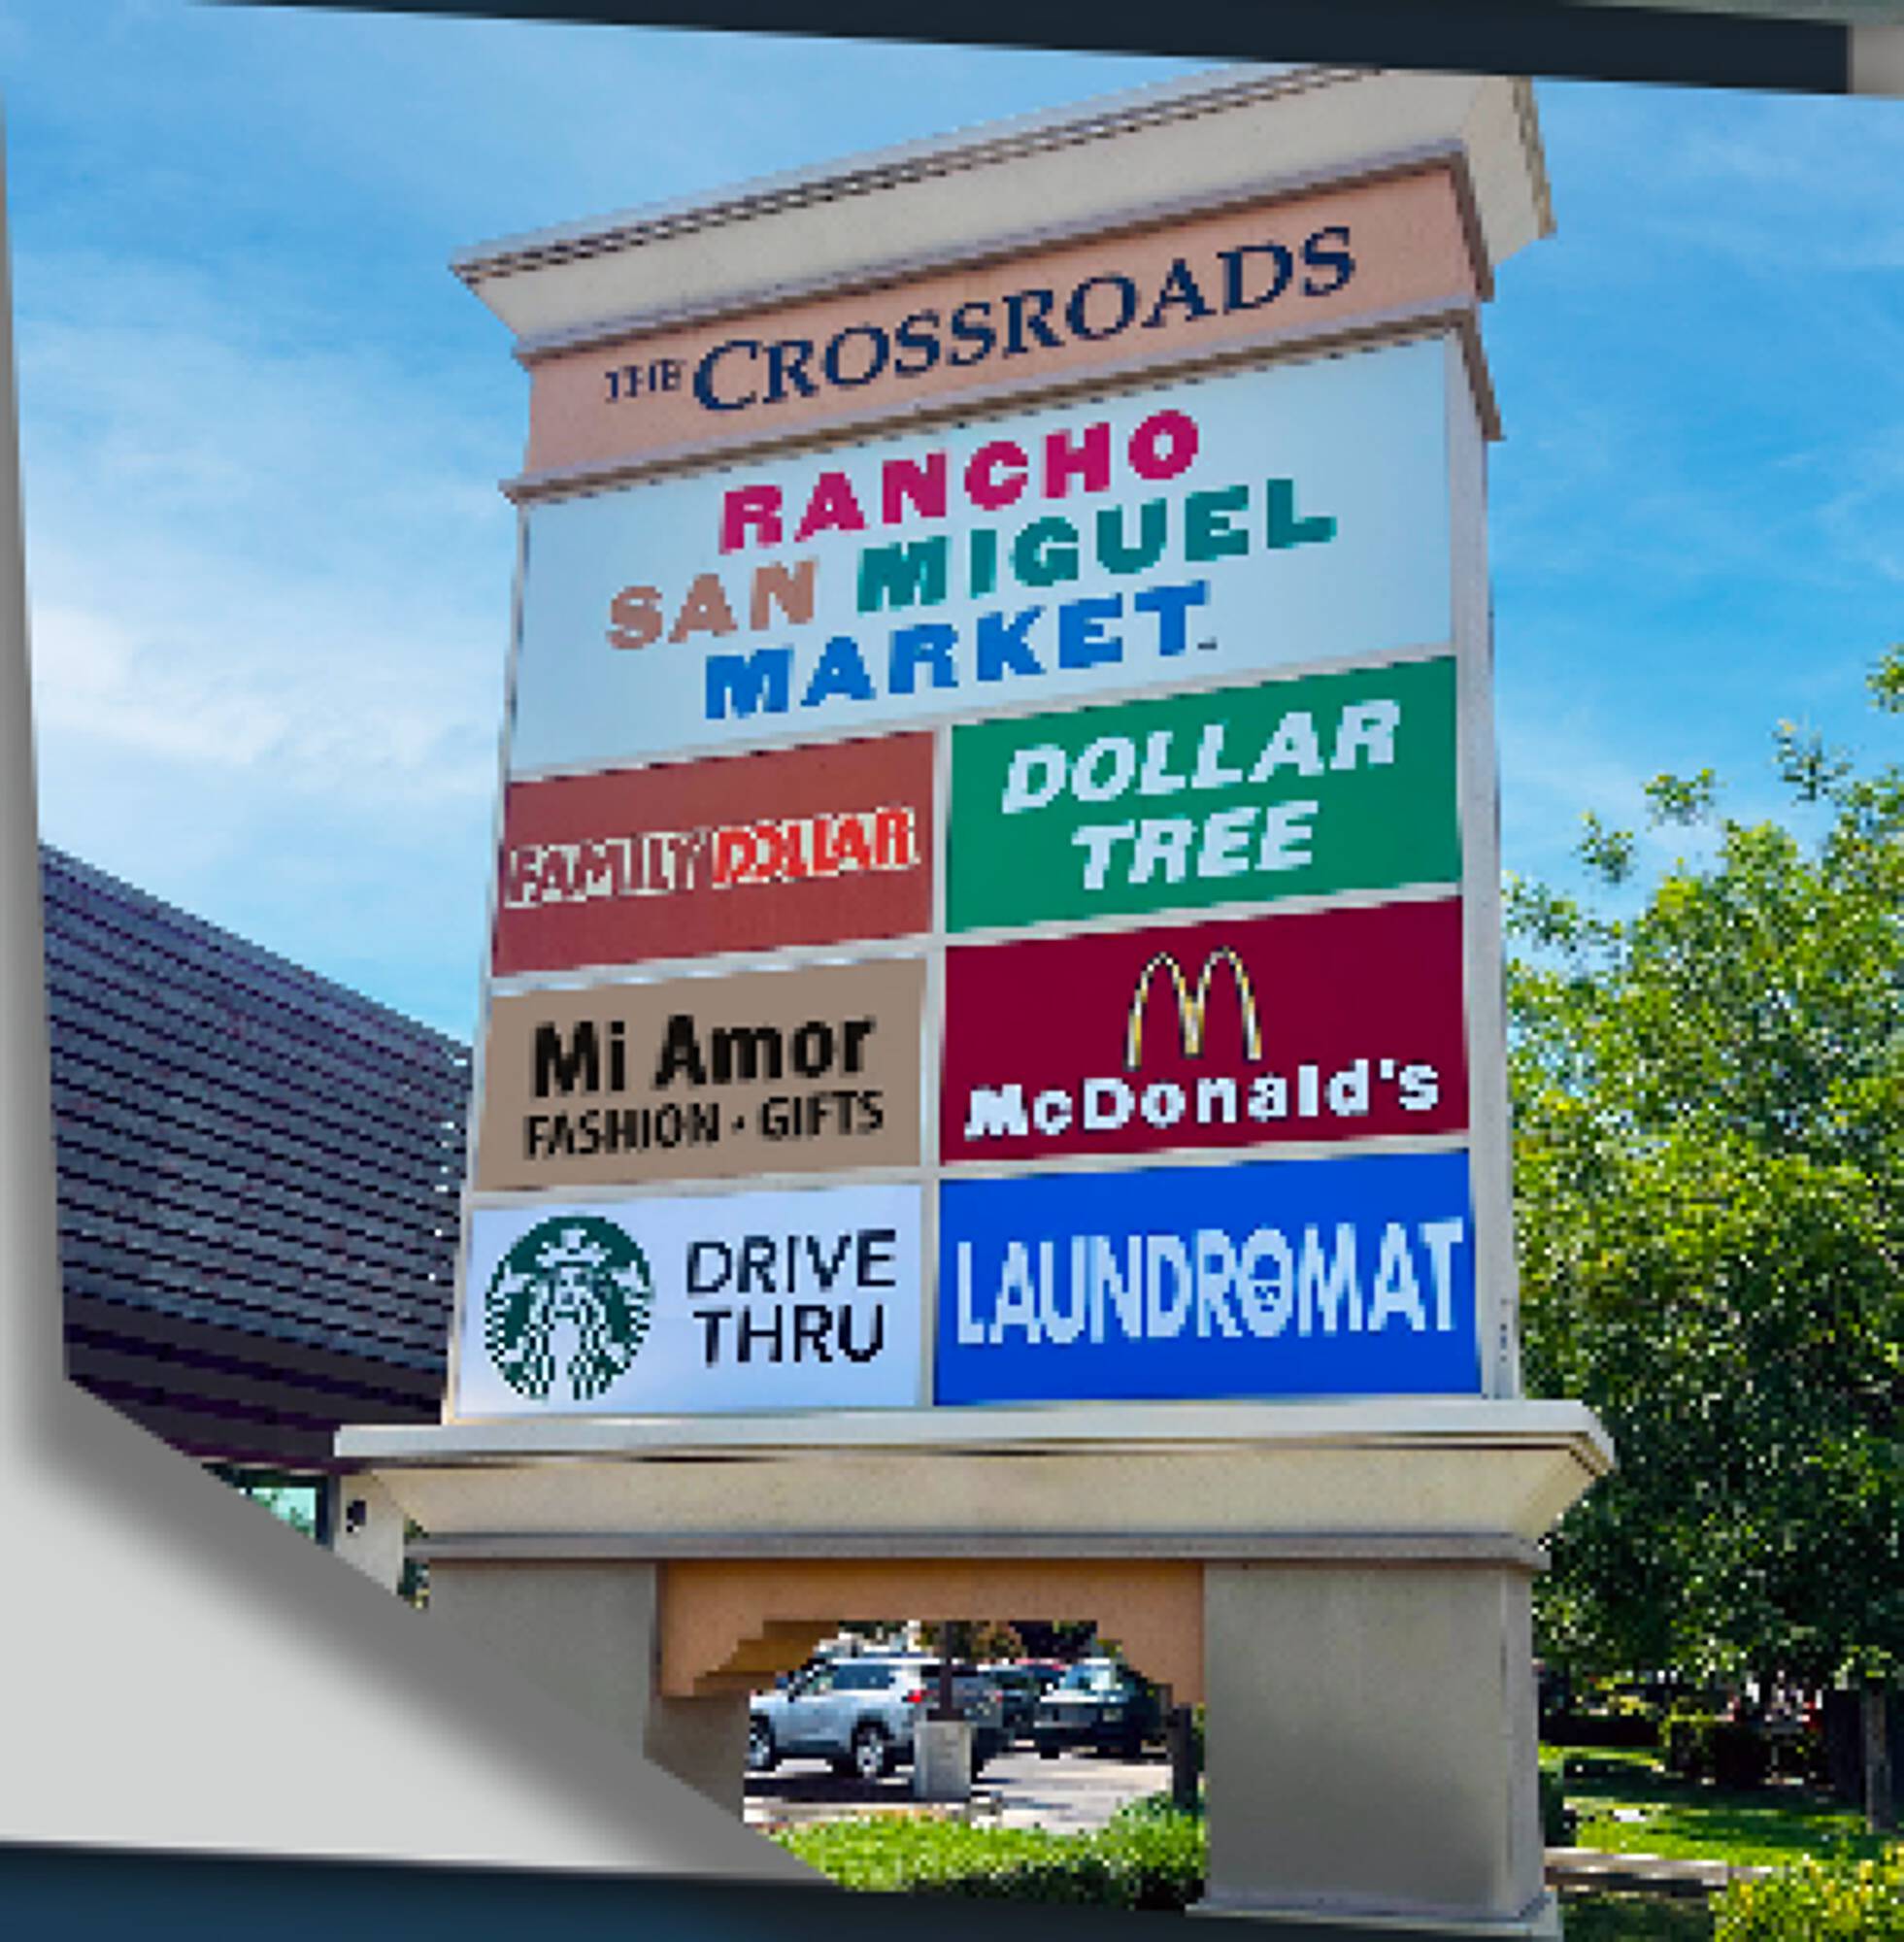 THE CROSSROADS
RANCHO
SAN MIGUEL
MARKET
FAMILY DOLLAR
DOLLAR
TREE
Mi Amor
FASHION · GIFTS
McDonald's
DRIVE
THRU
LAUNDROMAT